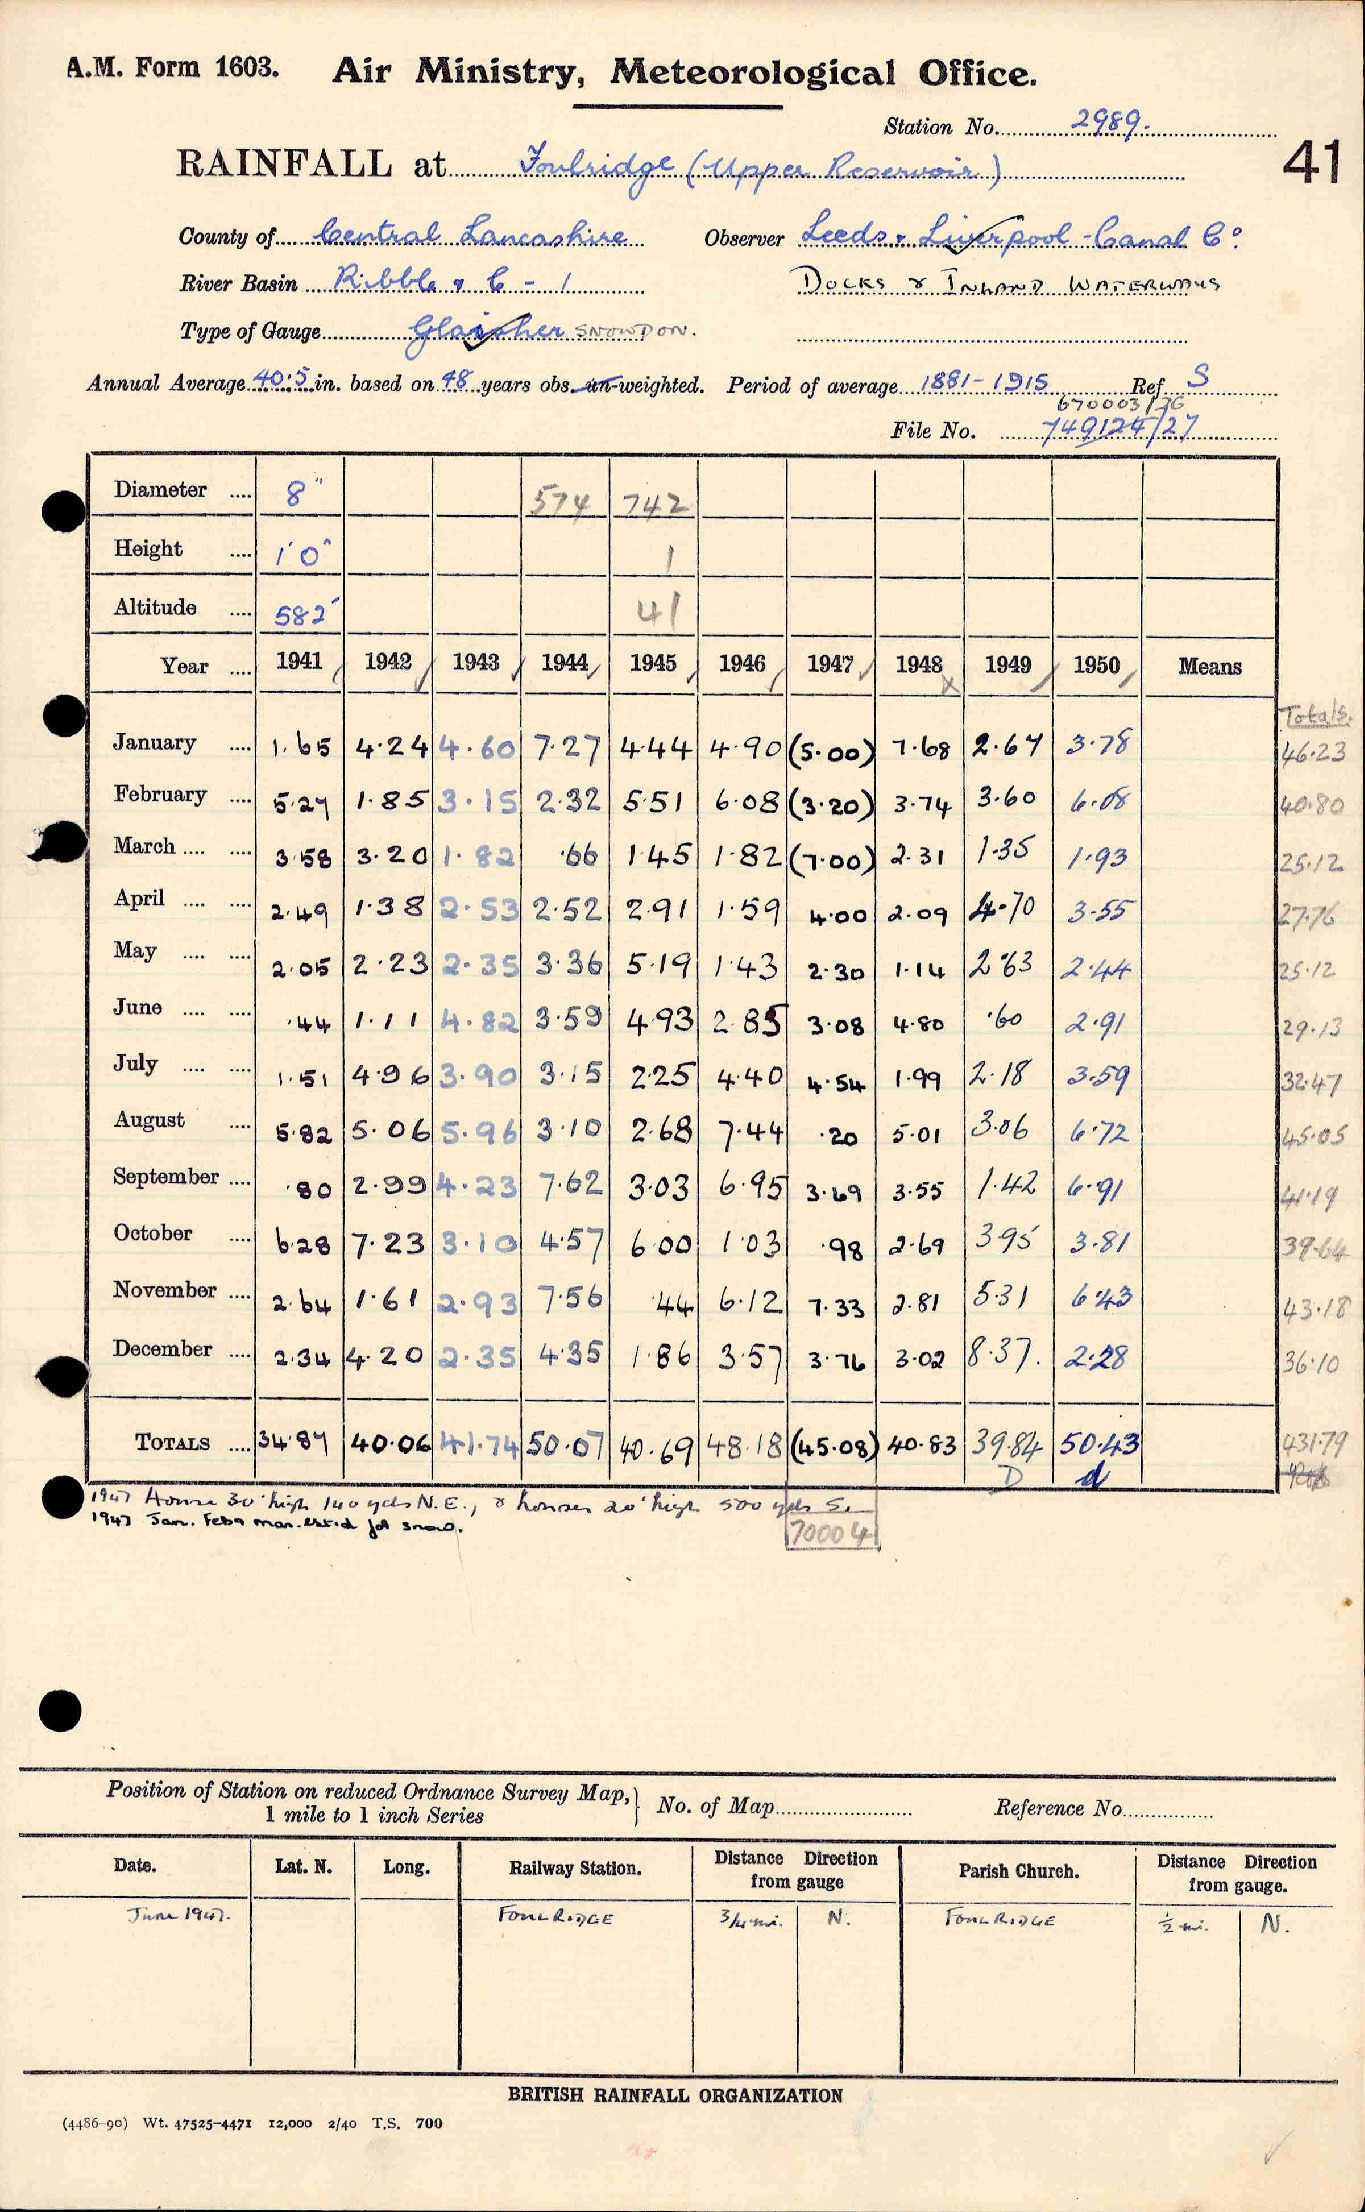 A.M. Form 1603. Air Ministry, Meteorological Office.
Station No. 2989.
41
RAINFALL at Foulridge (Upper Reservoir)
County of Central Lancashire Observer Leeds & Liverpool Canal Co
River Basin Ribble & C - 1 DOCKS & INLAND WATERWAYS
Type of Gauge Glaisher SNOWDON.
Annual Average 40.5 in. based on 48 years obs. un-weighted. Period of average 1881-1915 Ref. S
670003/26
File No. 749124/27
Diameter 8" 574 742
Height 1'0" 1
Altitude 582' 41
Year 1941 1942 1943 1944 1945 1946 1947 1948 1949 1950 Means
Totals.
January 1.65 4.24 4.60 7.27 4.44 4.90 (5.00) 7.68 2.67 3.78 46.23
February 5.27 1.85 3.15 2.32 5.51 6.08 (3.20) 3.74 3.60 6.08 40.80
March 3.58 3.20 1.82 .66 1.45 1.82 (7.00) 2.31 1.35 1.93 25.12
April 2.49 1.38 2.53 2.52 2.91 1.59 4.00 2.09 4.70 3.55 27.76
May 2.05 2.23 2.35 3.36 5.19 1.43 2.30 1.14 2.63 2.44 25.12
June .44 1.11 4.82 3.59 4.93 2.85 3.08 4.80 .60 2.91 29.13
July 1.51 4.96 3.90 3.15 2.25 4.40 4.54 1.99 2.18 3.59 32.47
August 5.82 5.06 5.96 3.10 2.68 7.44 .20 5.01 3.06 6.72 45.05
September .80 2.99 4.23 7.62 3.03 6.95 3.69 3.55 1.42 6.91 41.19
October 6.28 7.23 3.10 4.57 6.00 1.03 .98 2.69 3.95 3.81 39.64
November 2.64 1.61 2.93 7.56 .44 6.12 7.33 2.81 5.31 6.43 43.18
December 2.34 4.20 2.35 4.35 1.86 3.57 3.76 3.02 8.37. 2.28 36.10
TOTALS 34.87 40.06 41.74 50.07 40.69 48.18 (45.08) 40.83 39.84 50.43 431.79
D d
1947 House 30' high 140 yds N.E., & houses 20' high 500 yds S.
1947 Jan. Feb & Mar. est'd for snow.
70004
Position of Station on reduced Ordnance Survey Map,} No. of Map Reference No.
1 mile to 1 inch Series
Date. Lat. N. Long. Railway Station. Distance Direction from gauge Parish Church. Distance Direction from gauge.
June 1947. FOULRIDGE 3/4 mi. N. FOULRIDGE 1/2 mi. N.
BRITISH RAINFALL ORGANIZATION
(4486-90) Wt. 47525-4471 12,000 2/40 T.S. 700